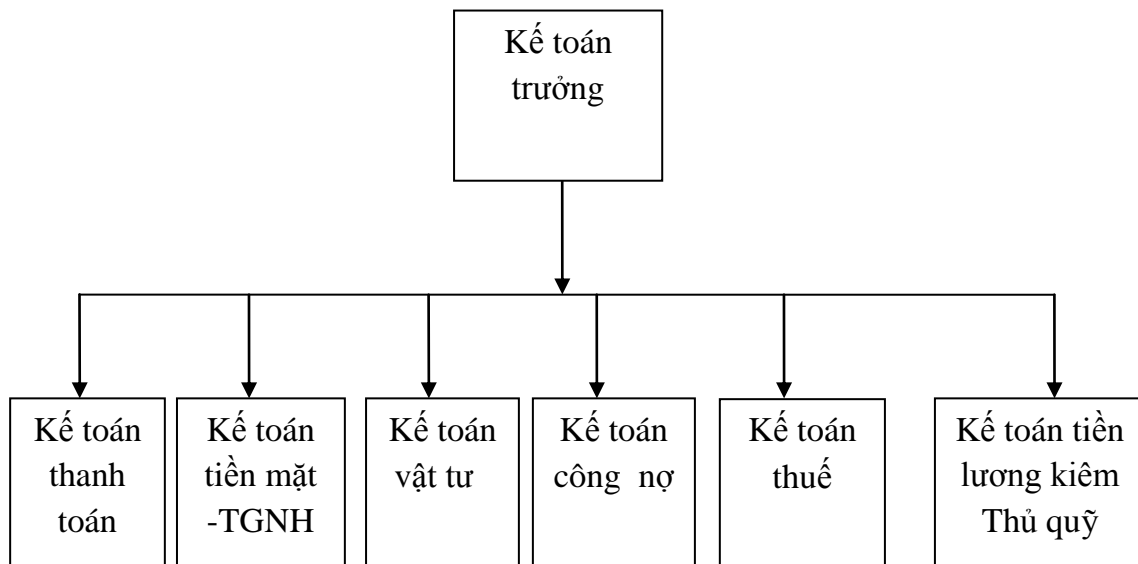 Kế toán
trưởng
Kế toán
thanh
toán
Kế toán
tiền mặt
-TGNH
Kế toán
vật tư
Kế toán
công nợ
Kế toán
thuế
Kế toán tiền
lương kiêm
Thủ quỹ